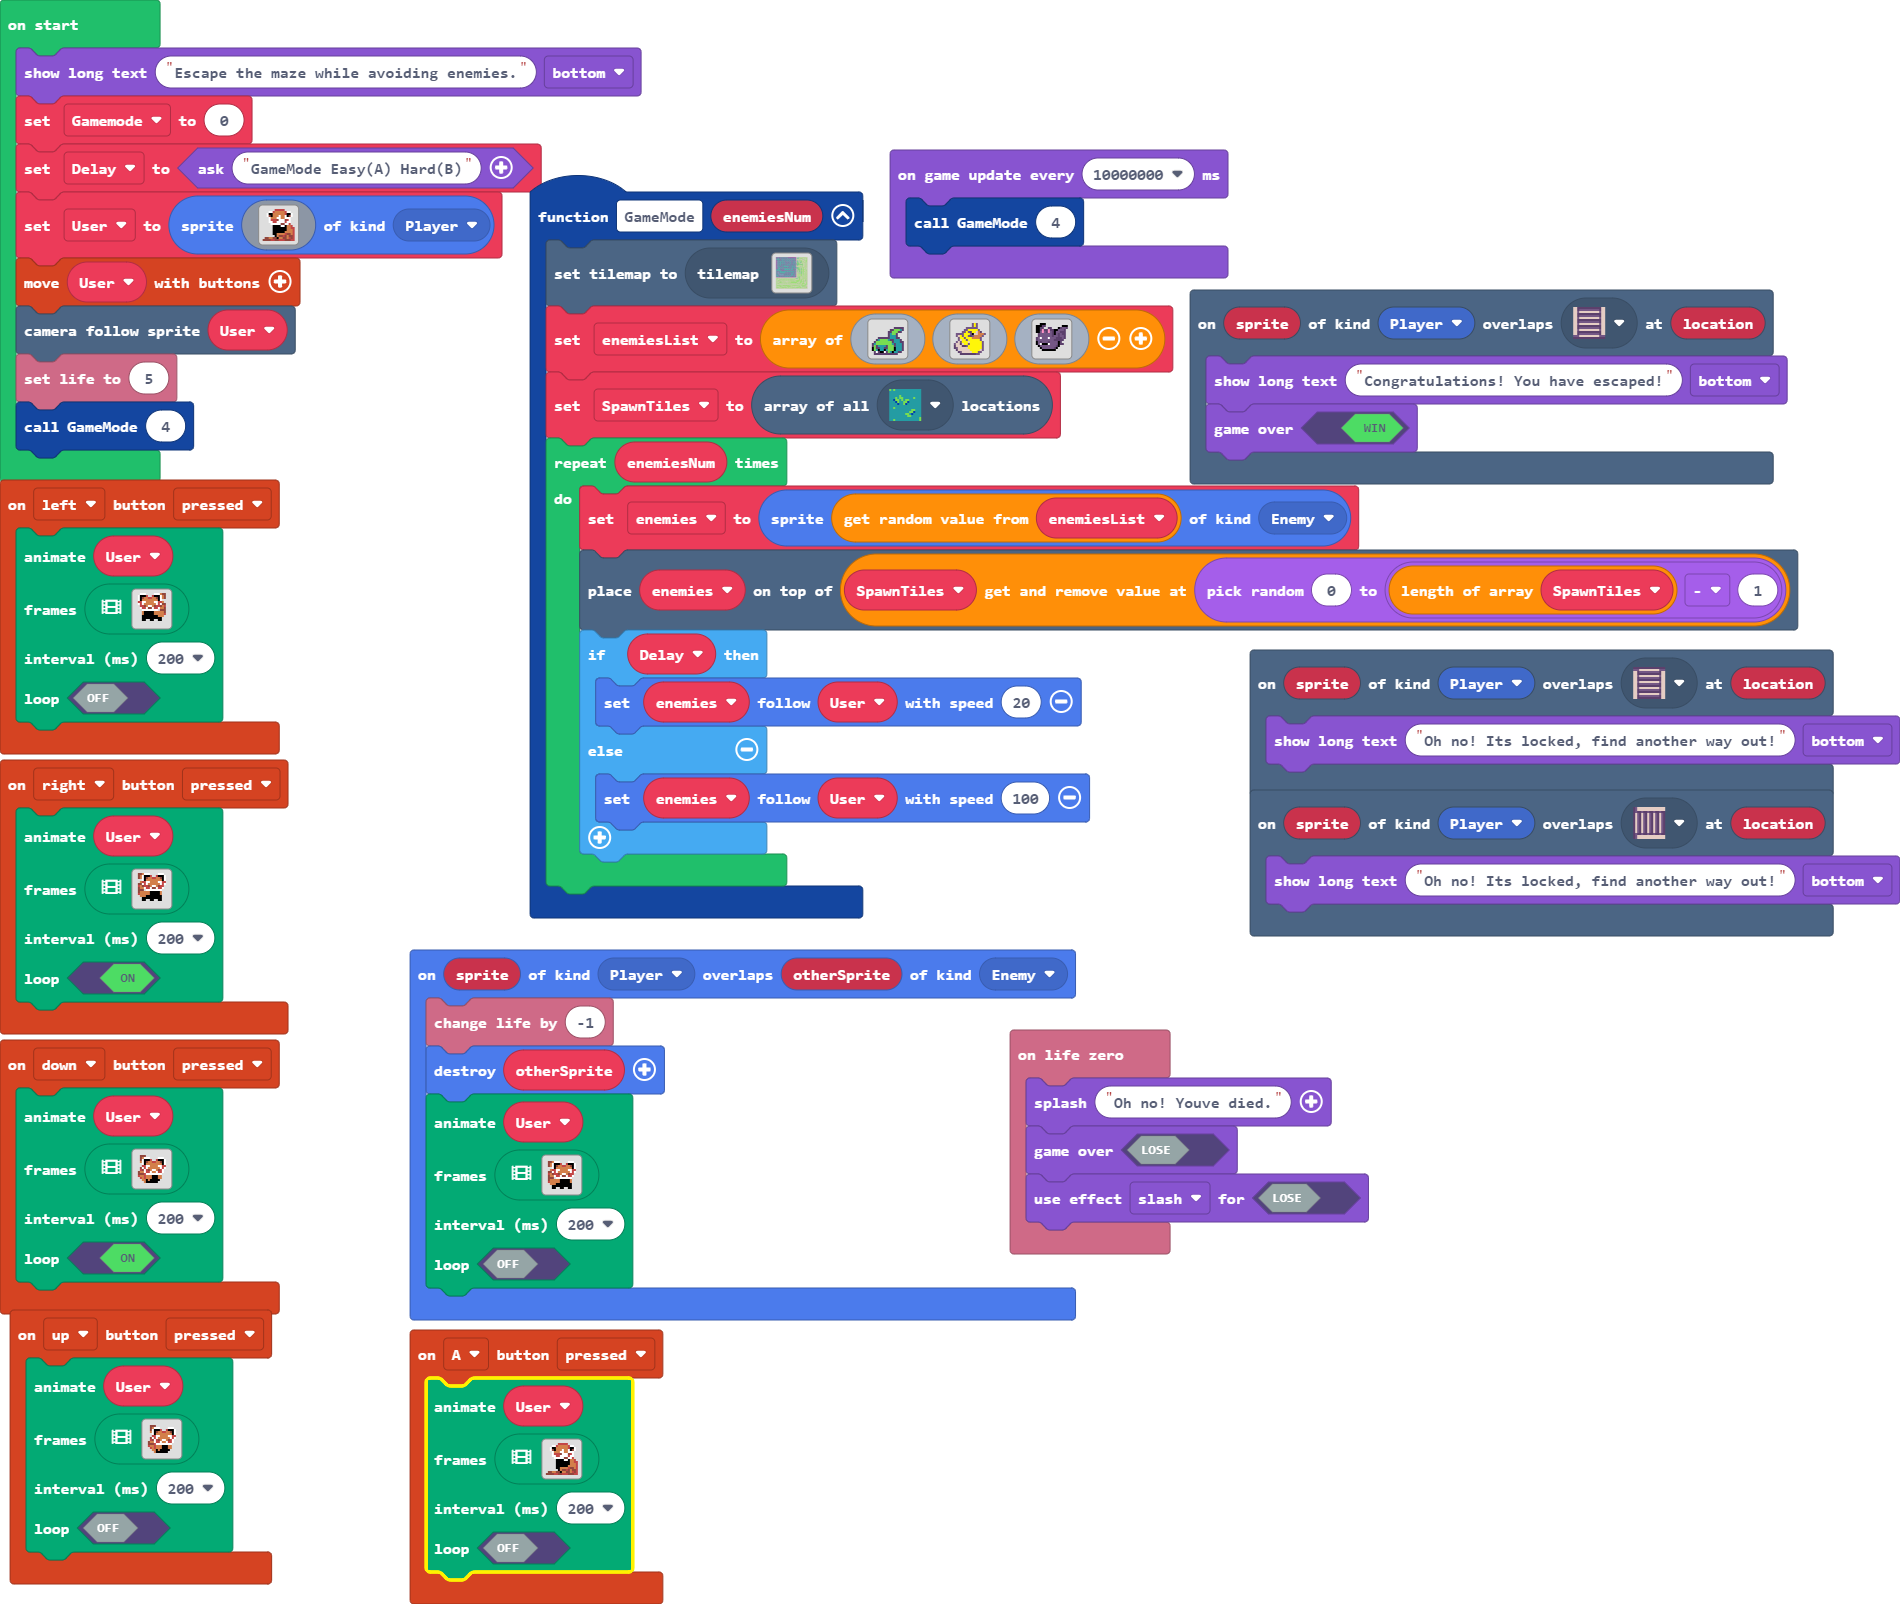 on start
show long text "Escape the maze while avoiding enemies." bottom
set Gamemode to 0
set Delay to ask "GameMode Easy(A) Hard(B)"
set User to sprite of kind Player
move User with buttons
camera follow sprite User
set life to 5
call GameMode 4
on left button pressed
animate User
frames
interval (ms) 200
loop OFF
on right button pressed
animate User
frames
interval (ms) 200
loop ON
on down button pressed
animate User
frames
interval (ms) 200
loop ON
on up button pressed
animate User
frames
interval (ms) 200
loop OFF
function GameMode enemiesNum
set tilemap to tilemap
set enemiesList to array of
set SpawnTiles to array of all locations
repeat enemiesNum times
do
set enemies to sprite get random value from enemiesList of kind Enemy
place enemies on top of SpawnTiles get and remove value at pick random 0 to length of array SpawnTiles - 1
if Delay then
set enemies follow User with speed 20
else
set enemies follow User with speed 100
on game update every 10000000 ms
call GameMode 4
on sprite of kind Player overlaps at location
show long text "Congratulations! You have escaped!" bottom
game over WIN
on sprite of kind Player overlaps at location
show long text "Oh no! Its locked, find another way out!" bottom
on sprite of kind Player overlaps at location
show long text "Oh no! Its locked, find another way out!" bottom
on sprite of kind Player overlaps otherSprite of kind Enemy
change life by -1
destroy otherSprite
animate User
frames
interval (ms) 200
loop OFF
on life zero
splash "Oh no! Youve died."
game over LOSE
use effect slash for LOSE
on A button pressed
animate User
frames
interval (ms) 200
loop OFF